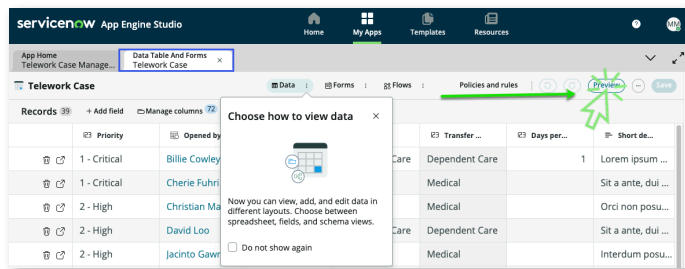 servicenow App Engine Studio
Home
My Apps
Templates
Resources
?
MM
App Home
Telework Case Manage...
Data Table And Forms
Telework Case
×
Telework Case
Data
Forms
Flows
Policies and rules
Preview
Save
Records 39
+ Add field
Manage columns 72
Choose how to view data ×
Now you can view, add, and edit data in
different layouts. Choose between
spreadsheet, fields, and schema views.
Do not show again
Priority Opened by Transfer ... Days per... Short de...
1 - Critical Billie Cowley Care Dependent Care 1 Lorem ipsum ...
1 - Critical Cherie Fuhri Medical Sit a ante, dui ...
2 - High Christian Ma Medical Orci non posu...
2 - High David Loo Care Dependent Care Sit a ante, dui ...
2 - High Jacinto Gawr Medical Interdum posu...